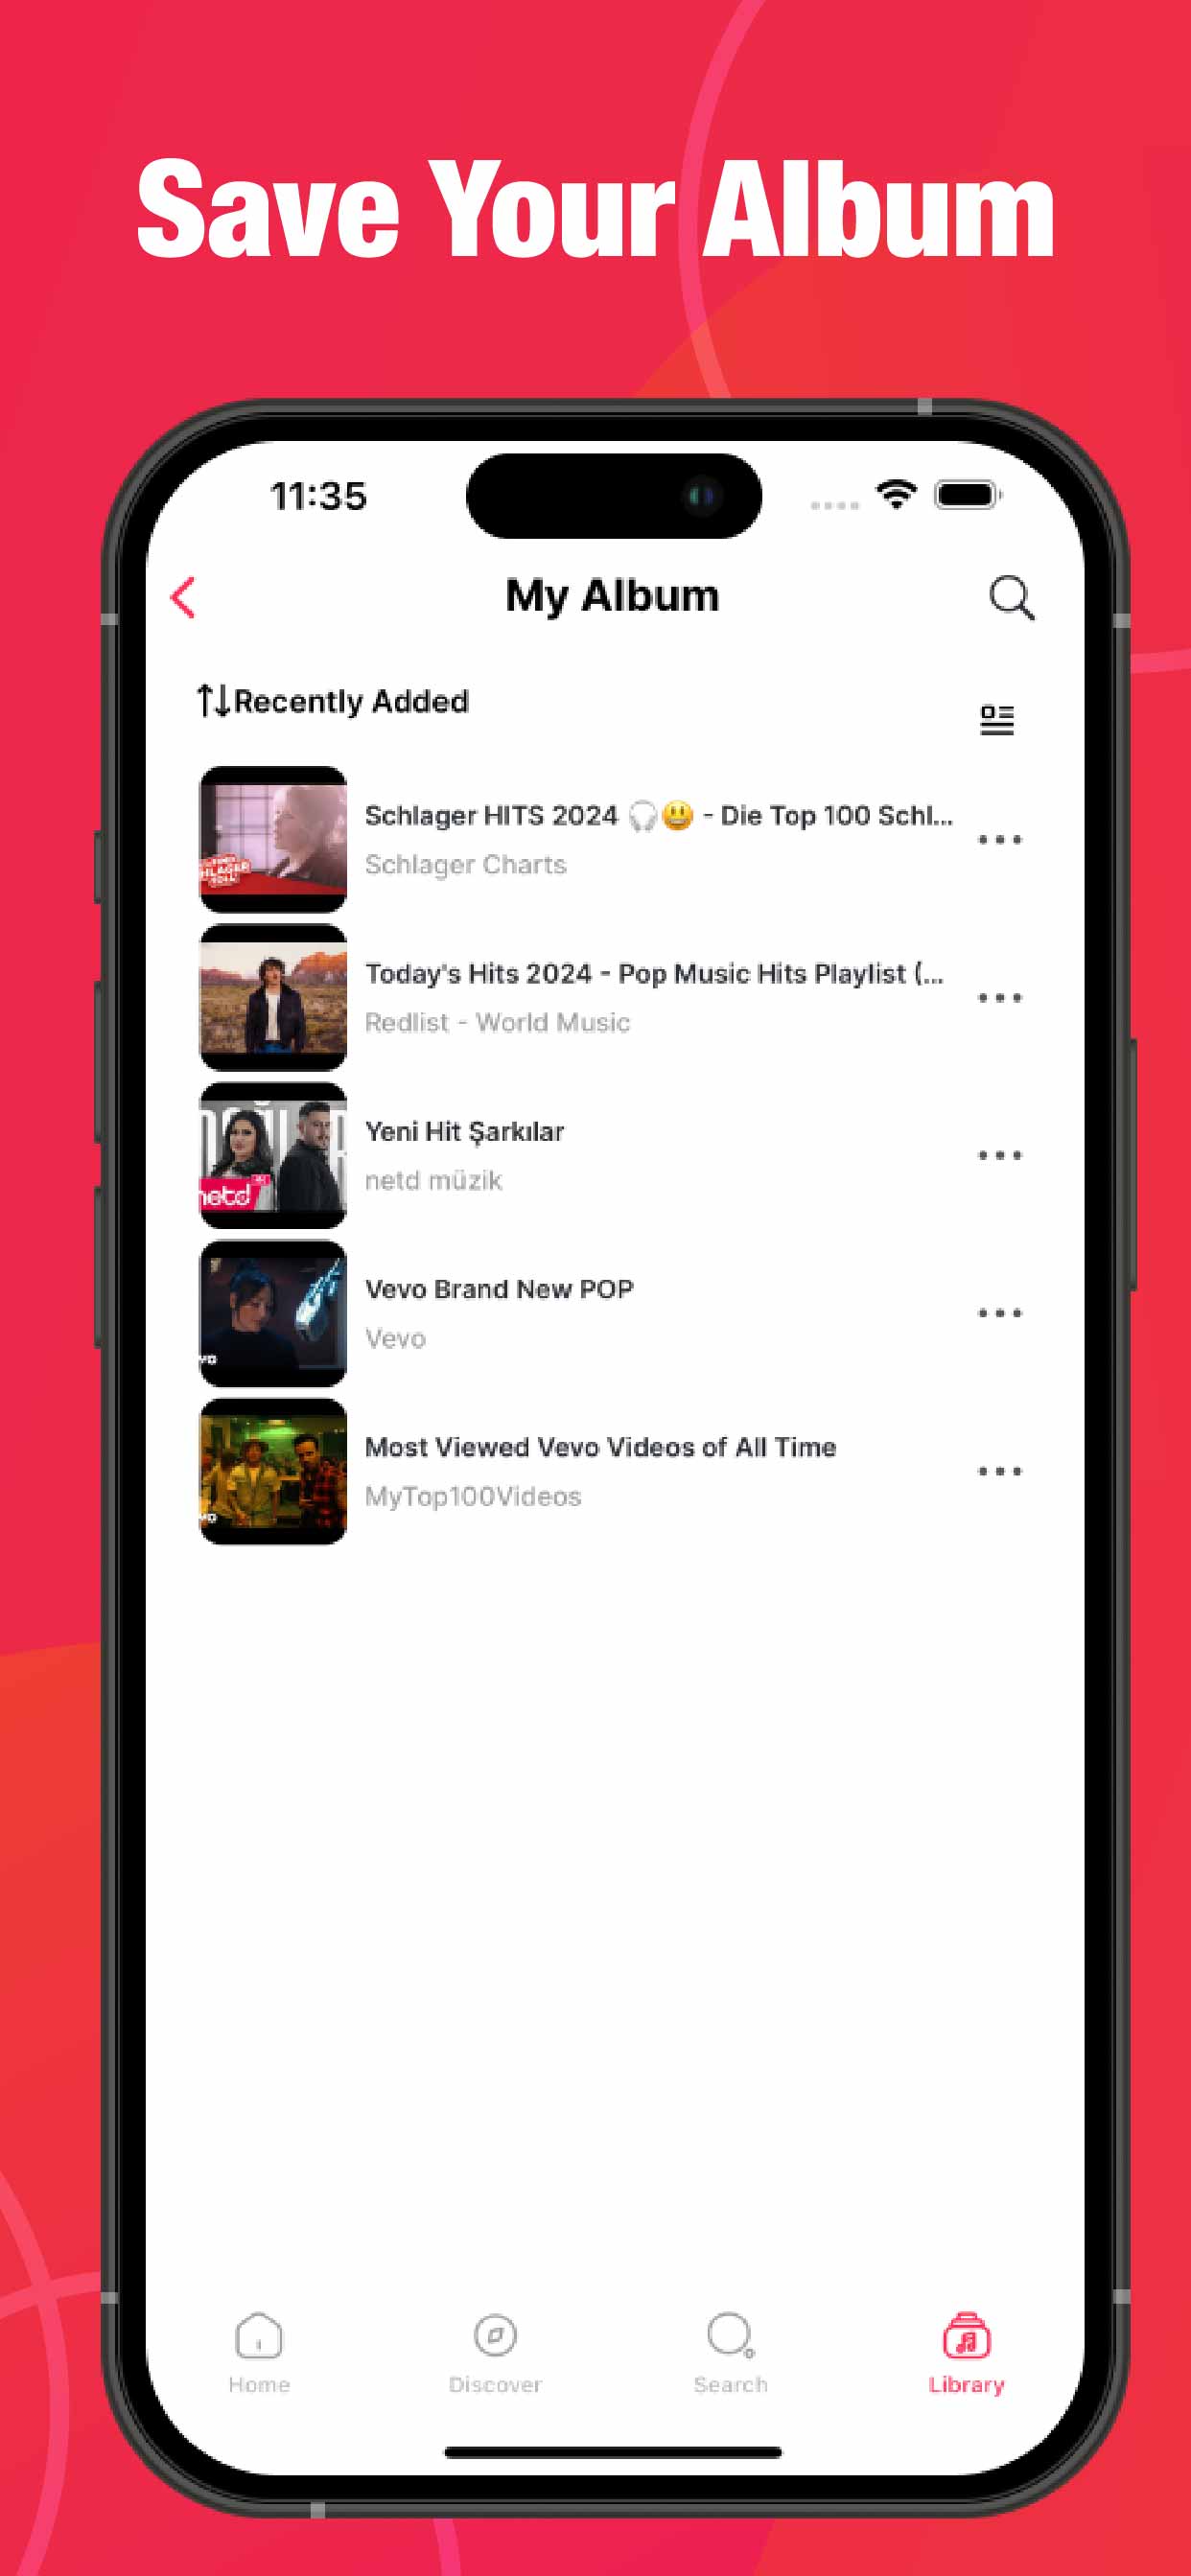 Save Your Album
11:35
My Album
Recently Added
Schlager HITS 2024 🎧😃 - Die Top 100 Schl...
Schlager Charts
Today's Hits 2024 - Pop Music Hits Playlist (...
Redlist - World Music
Yeni Hit Şarkılar
netd müzik
netd
Vevo Brand New POP
Vevo
Most Viewed Vevo Videos of All Time
MyTop100Videos
Home
Discover
Search
Library